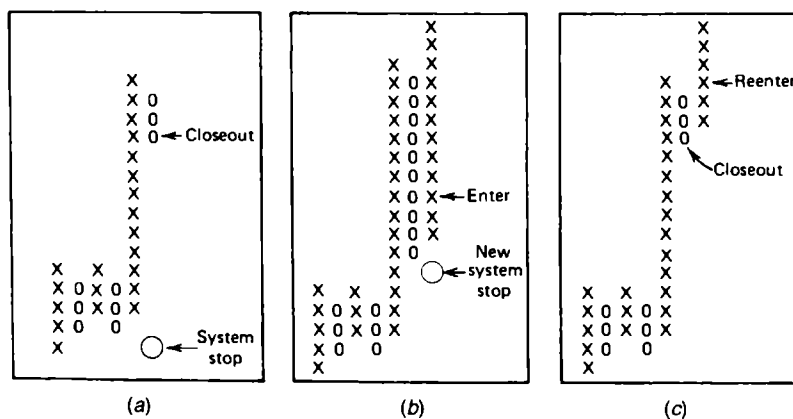 Closeout
System
stop
(a)
Enter
New
system
stop
(b)
Reenter
Closeout
(c)